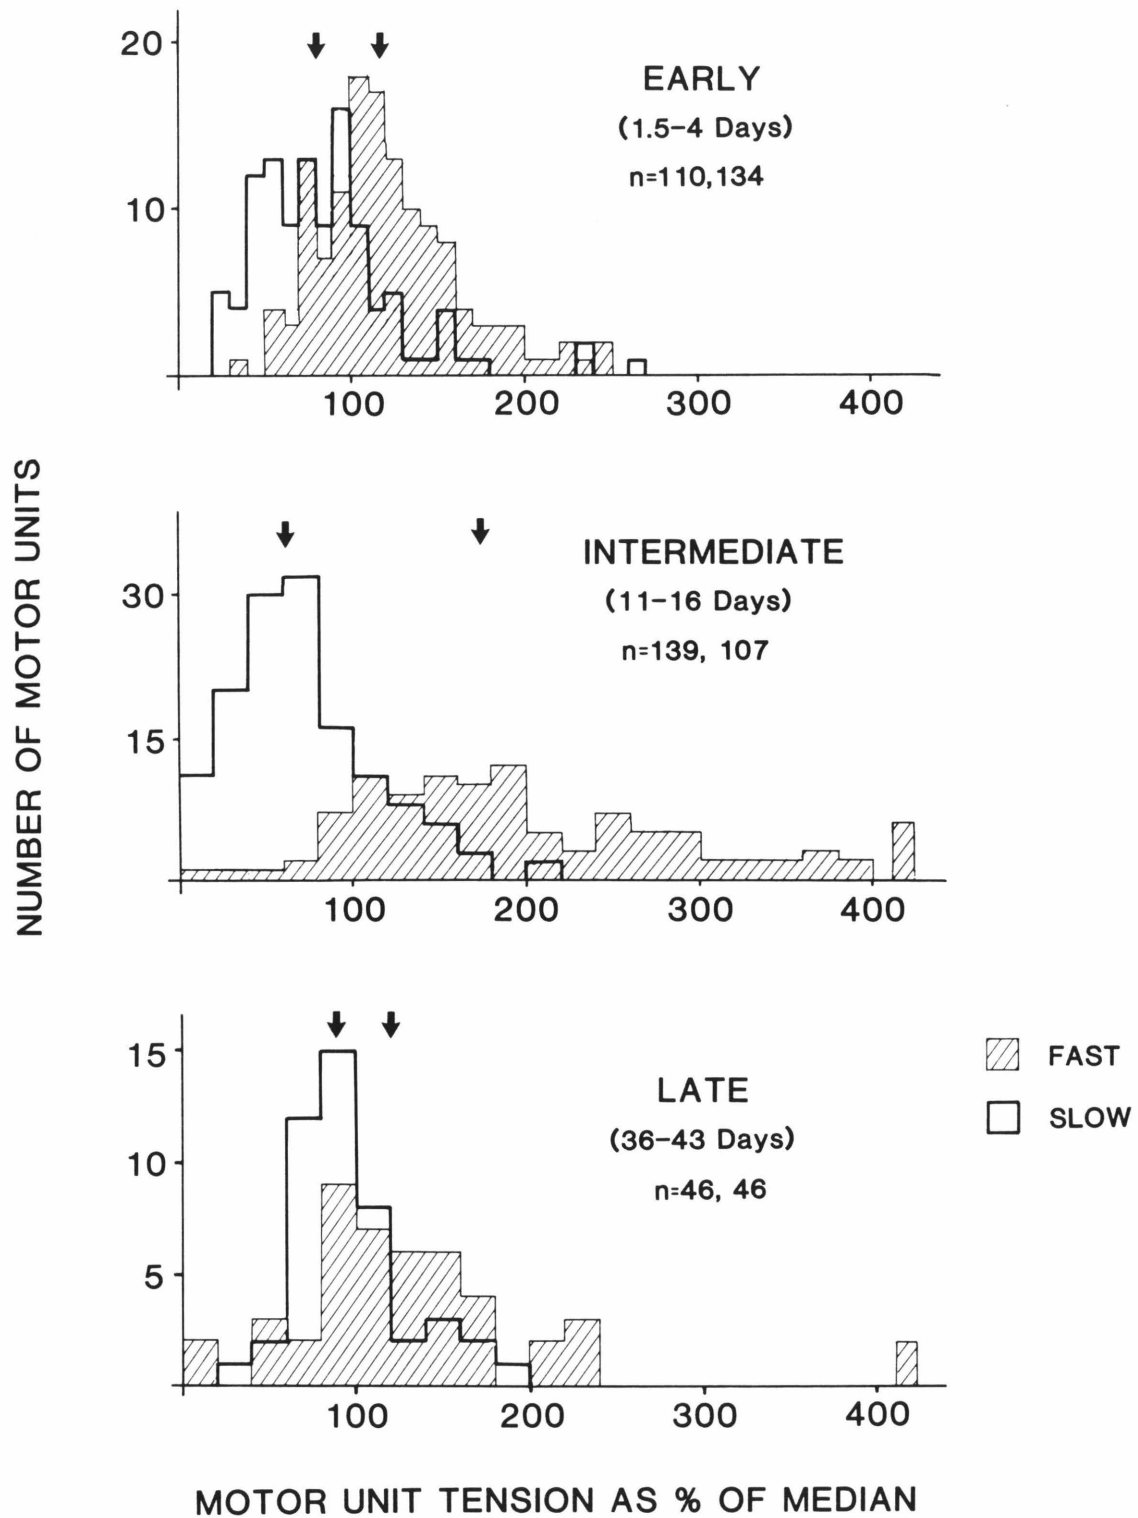 NUMBER OF MOTOR UNITS
20
10
EARLY
(1.5–4 Days)
n=110,134
100 200 300 400
30
15
INTERMEDIATE
(11–16 Days)
n=139, 107
100 200 300 400
15
10
5
LATE
(36–43 Days)
n=46, 46
FAST
SLOW
100 200 300 400
MOTOR UNIT TENSION AS % OF MEDIAN